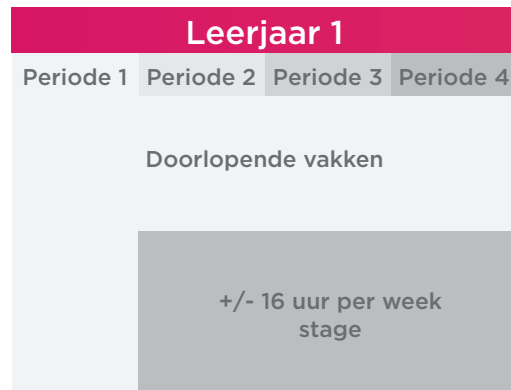 Leerjaar 1
Periode 1 Periode 2 Periode 3 Periode 4
Doorlopende vakken
+/- 16 uur per week
stage